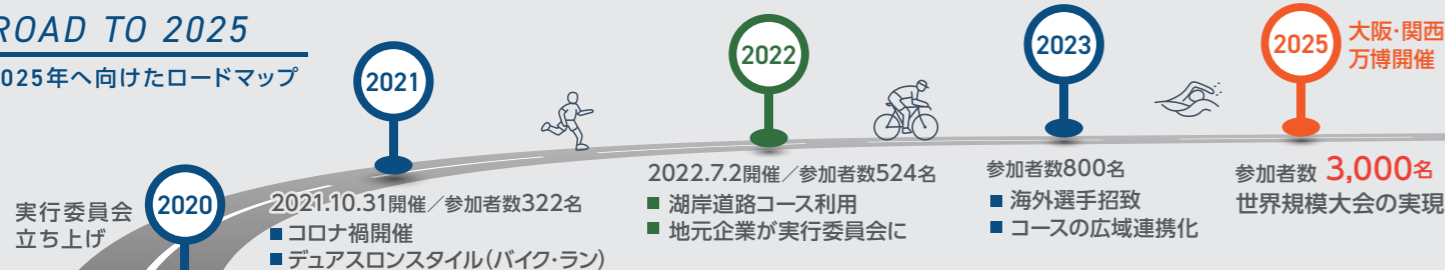 ROAD TO 2025
2025年へ向けたロードマップ
実行委員会
立ち上げ
2020
2021
2021.10.31開催／参加者数322名
■コロナ禍開催
■デュアスロンスタイル(バイク・ラン)
2022
2022.7.2開催／参加者数524名
■湖岸道路コース利用
■地元企業が実行委員会に
2023
参加者数800名
■海外選手招致
■コースの広域連携化
2025
大阪・関西
万博開催
参加者数 3,000名
世界規模大会の実現